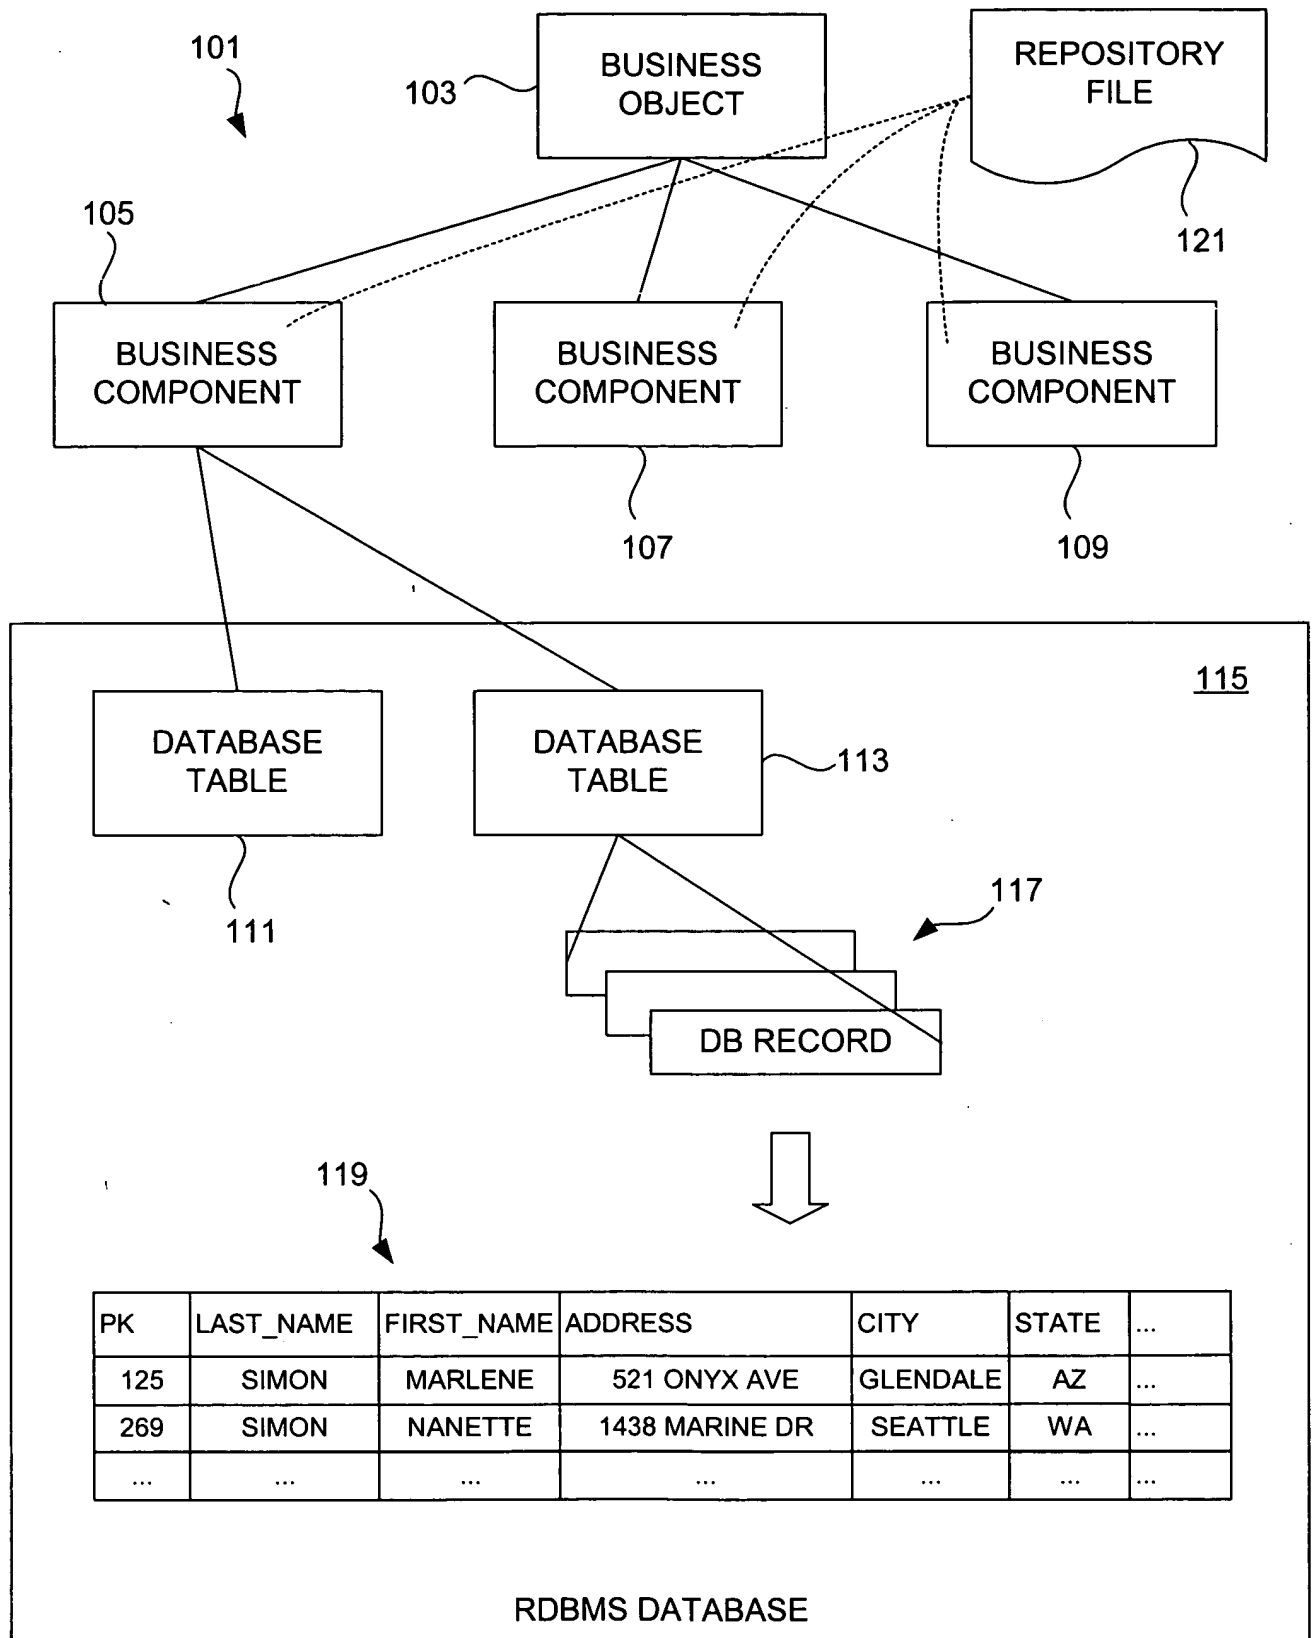 101
103
BUSINESS
OBJECT
REPOSITORY
FILE
121
105
BUSINESS
COMPONENT
BUSINESS
COMPONENT
BUSINESS
COMPONENT
107
109
115
DATABASE
TABLE
DATABASE
TABLE
113
111
117
DB RECORD
119
PK LAST_NAME FIRST_NAME ADDRESS CITY STATE ...
125 SIMON MARLENE 521 ONYX AVE GLENDALE AZ ...
269 SIMON NANETTE 1438 MARINE DR SEATTLE WA ...
... ... ... ... ... ... ...
RDBMS DATABASE